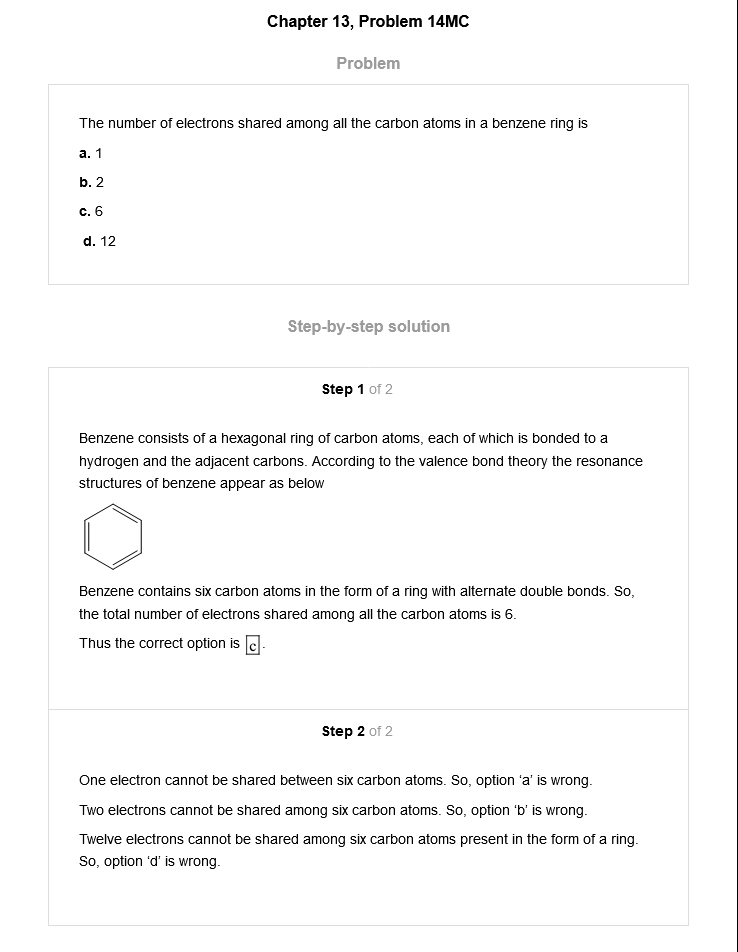 Chapter 13, Problem 14MC
Problem
The number of electrons shared among all the carbon atoms in a benzene ring is
a. 1
b. 2
c. 6
d. 12
Step-by-step solution
Step 1 of 2
Benzene consists of a hexagonal ring of carbon atoms, each of which is bonded to a
hydrogen and the adjacent carbons. According to the valence bond theory the resonance
structures of benzene appear as below
Benzene contains six carbon atoms in the form of a ring with alternate double bonds. So,
the total number of electrons shared among all the carbon atoms is 6.
Thus the correct option is c.
Step 2 of 2
One electron cannot be shared between six carbon atoms. So, option ‘a’ is wrong.
Two electrons cannot be shared among six carbon atoms. So, option ‘b’ is wrong.
Twelve electrons cannot be shared among six carbon atoms present in the form of a ring.
So, option ‘d’ is wrong.